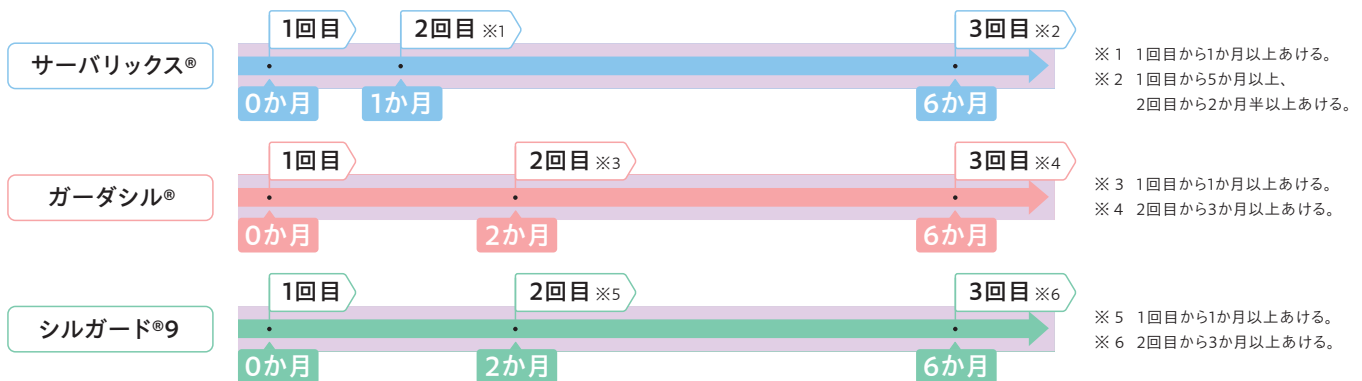 1回目 2回目 ※1 3回目 ※2
サーバリックス®
0か月 1か月 6か月
※1 1回目から1か月以上あける。
※2 1回目から5か月以上、
2回目から2か月半以上あける。
1回目 2回目 ※3 3回目 ※4
ガーダシル®
0か月 2か月 6か月
※3 1回目から1か月以上あける。
※4 2回目から3か月以上あける。
1回目 2回目 ※5 3回目 ※6
シルガード®9
0か月 2か月 6か月
※5 1回目から1か月以上あける。
※6 2回目から3か月以上あける。